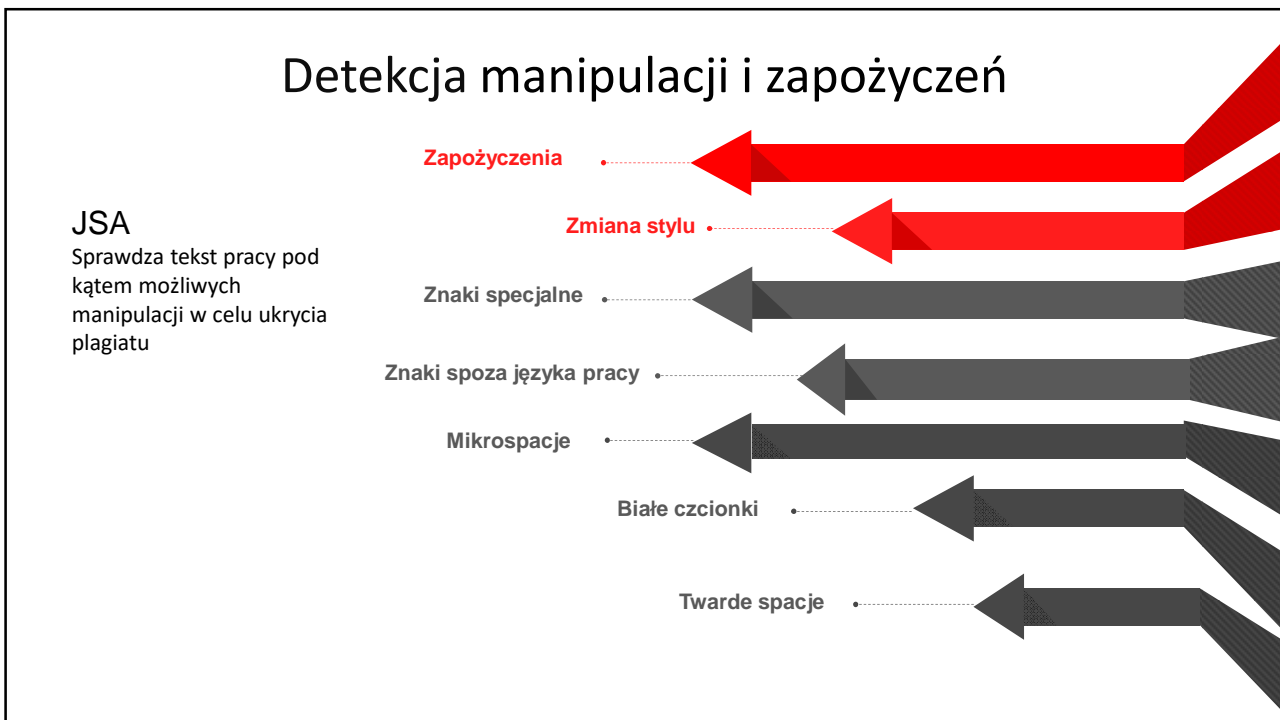 Detekcja manipulacji i zapożyczeń
Zapożyczenia
JSA
Sprawdza tekst pracy pod
kątem możliwych
manipulacji w celu ukrycia
plagiatu
Zmiana stylu
Znaki specjalne
Znaki spoza języka pracy
Mikrospacje
Białe czcionki
Twarde spacje